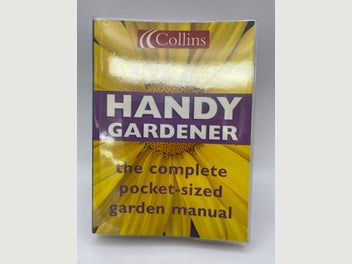 Collins
HANDY
GARDENER
the complete
pocket-sized
garden manual